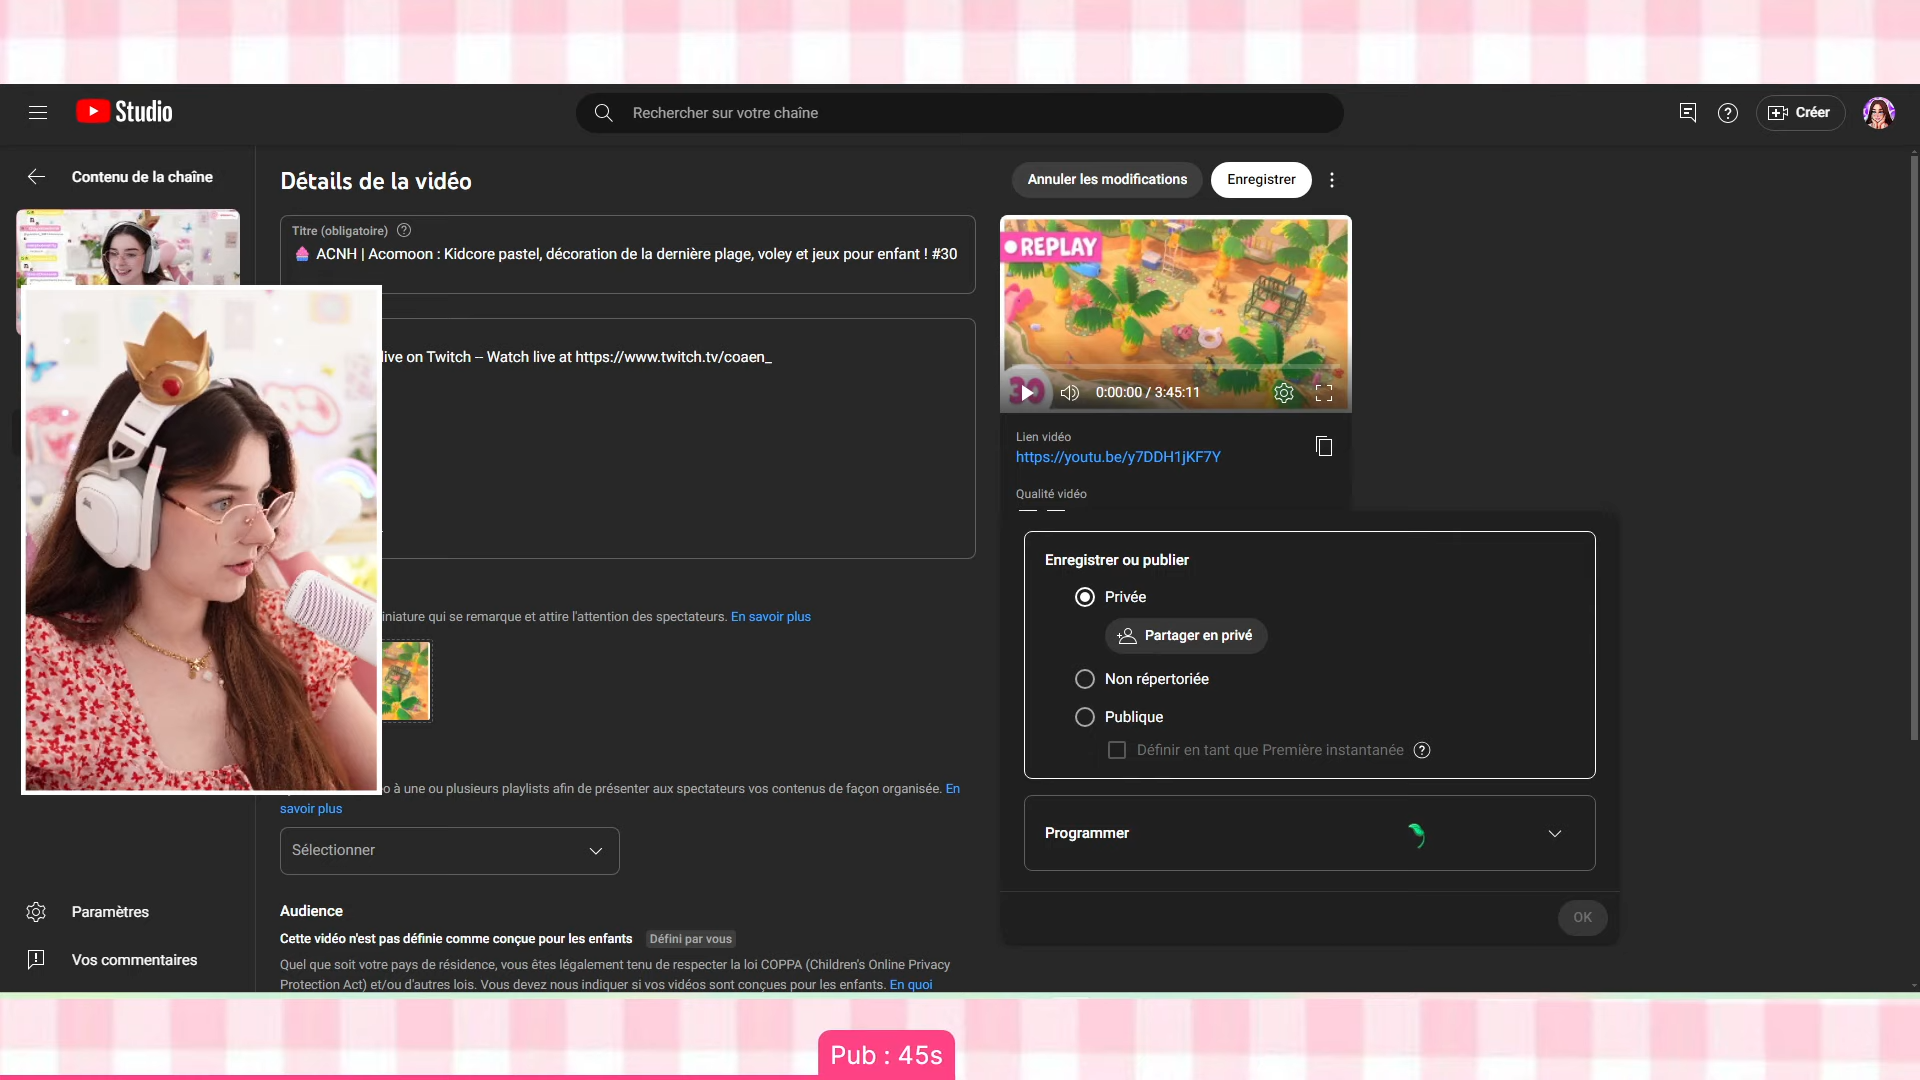 Studio
Rechercher sur votre chaîne
Créer
Contenu de la chaîne
Détails de la vidéo
Annuler les modifications
Enregistrer
Titre (obligatoire)
ACNH | Acomoon : Kidcore pastel, décoration de la dernière plage, voley et jeux pour enfant ! #30
live on Twitch -- Watch live at https://www.twitch.tv/coaen_
REPLAY
30
0:00:00 / 3:45:11
Lien vidéo
https://youtu.be/y7DDH1jKF7Y
Qualité vidéo
Enregistrer ou publier
Privée
Partager en privé
Non répertoriée
Publique
Définir en tant que Première instantanée
Programmer
OK
niature qui se remarque et attire l'attention des spectateurs. En savoir plus
o à une ou plusieurs playlists afin de présenter aux spectateurs vos contenus de façon organisée. En
savoir plus
Sélectionner
Audience
Cette vidéo n'est pas définie comme conçue pour les enfants
Défini par vous
Quel que soit votre pays de résidence, vous êtes légalement tenu de respecter la loi COPPA (Children's Online Privacy
Protection Act) et/ou d'autres lois. Vous devez nous indiquer si vos vidéos sont conçues pour les enfants. En quoi
Paramètres
Vos commentaires
Pub : 45s